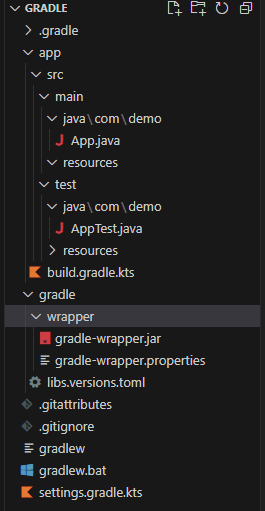 GRADLE
.gradle
app
src
main
java\com\demo
App.java
resources
test
java\com\demo
AppTest.java
resources
build.gradle.kts
gradle
wrapper
gradle-wrapper.jar
gradle-wrapper.properties
libs.versions.toml
.gitattributes
.gitignore
gradlew
gradlew.bat
settings.gradle.kts